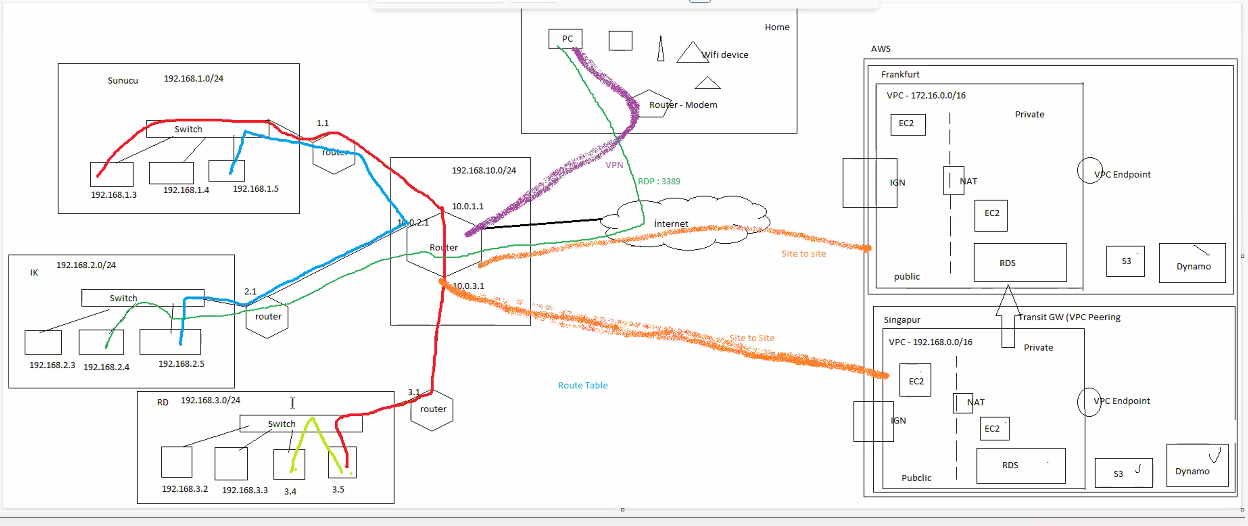 Sunucu 192.168.1.0/24
Switch
192.168.1.3
192.168.1.4
192.168.1.5
1.1
router
IK
192.168.2.0/24
Switch
192.168.2.3
192.168.2.4
192.168.2.5
2.1
router
RD 192.168.3.0/24
Switch
192.168.3.2
192.168.3.3
3.4
3.5
3.1
router
192.168.10.0/24
10.0.1.1
10.0.2.1
Router
10.0.3.1
Home
PC
Wifi device
Router - Modem
VPN
RDP : 3389
internet
Site to site
Site to Site
Route Table
AWS
Frankfurt
VPC - 172.16.0.0/16
Private
EC2
IGN
NAT
VPC Endpoint
EC2
RDS
S3
Dynamo
public
Transit GW (VPC Peering
Singapur
VPC - 192.168.0.0/16
Private
EC2
IGN
NAT
VPC Endpoint
EC2
RDS
S3
Dynamo
Pubclic